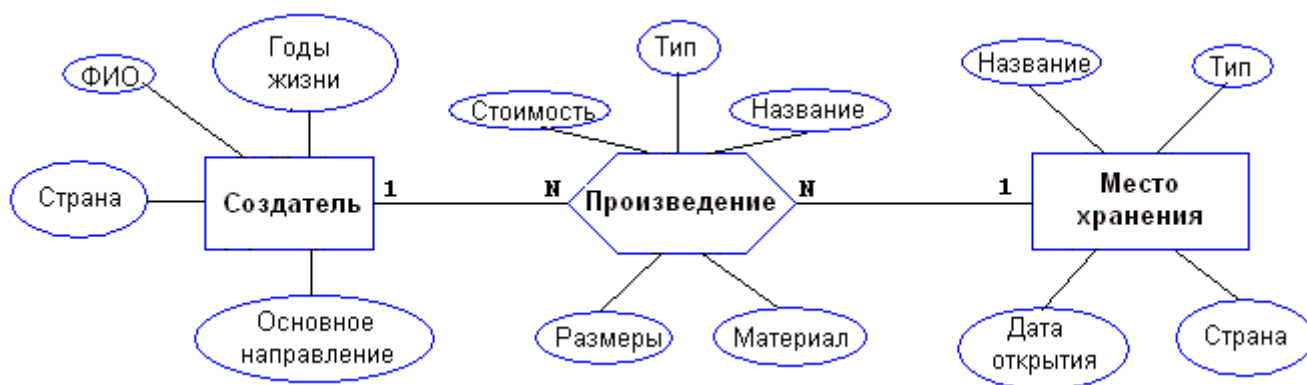 Годы
жизни
ФИО
Страна
Создатель
Основное
направление
1
N
Тип
Стоимость
Название
Произведение
Размеры
Материал
N
1
Название
Тип
Место
хранения
Дата
открытия
Страна